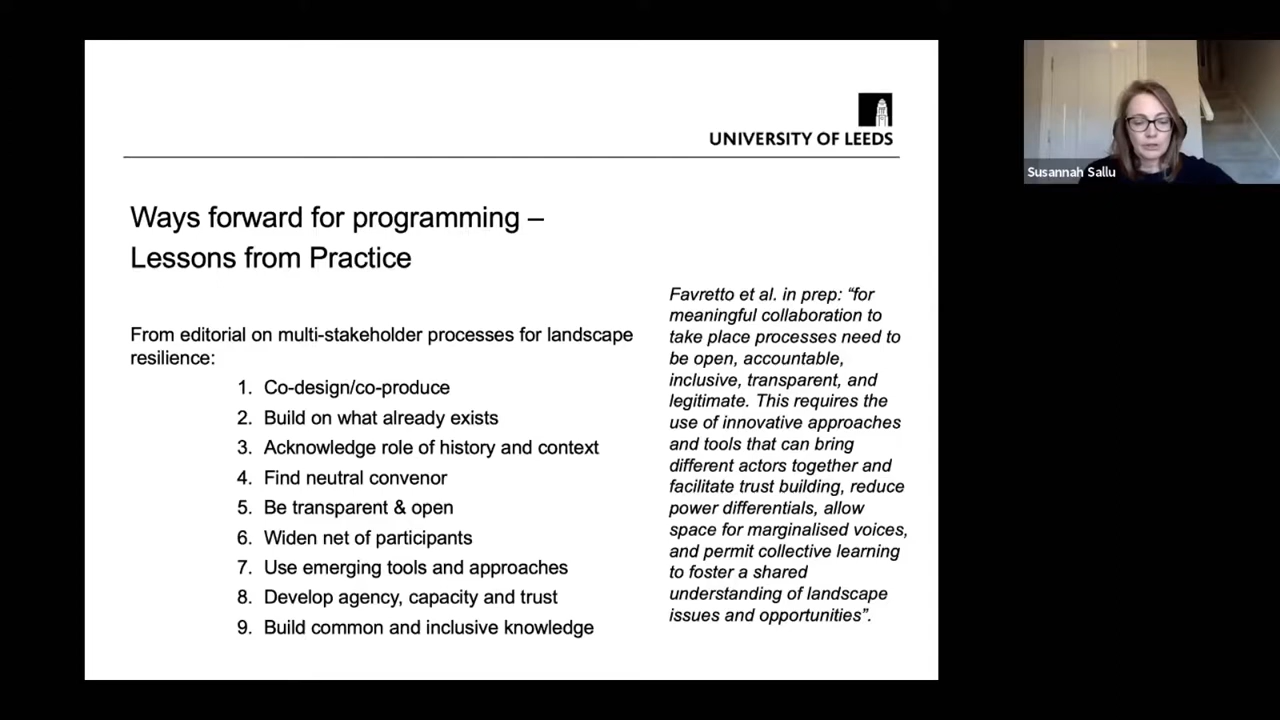 UNIVERSITY OF LEEDS
Ways forward for programming –
Lessons from Practice
From editorial on multi-stakeholder processes for landscape
resilience:
1. Co-design/co-produce
2. Build on what already exists
3. Acknowledge role of history and context
4. Find neutral convenor
5. Be transparent & open
6. Widen net of participants
7. Use emerging tools and approaches
8. Develop agency, capacity and trust
9. Build common and inclusive knowledge
Favretto et al. in prep: “for
meaningful collaboration to
take place processes need to
be open, accountable,
inclusive, transparent, and
legitimate. This requires the
use of innovative approaches
and tools that can bring
different actors together and
facilitate trust building, reduce
power differentials, allow
space for marginalised voices,
and permit collective learning
to foster a shared
understanding of landscape
issues and opportunities”.
Susannah Sallu